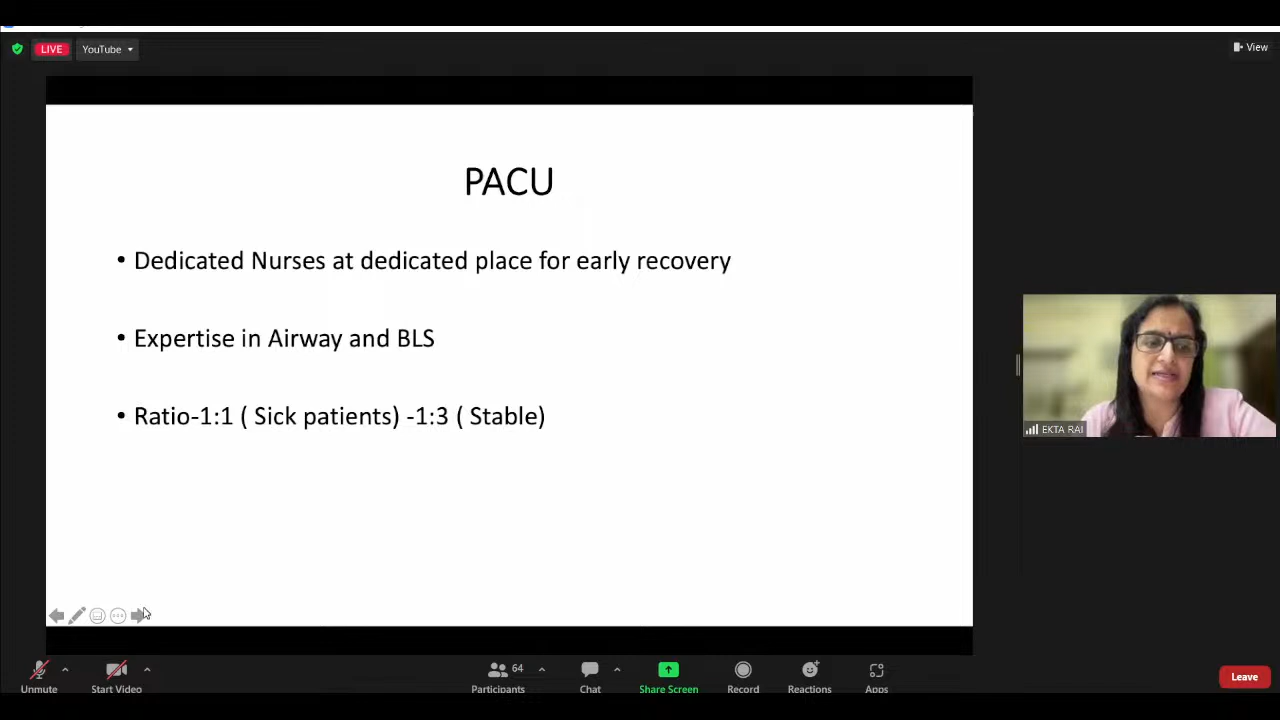 LIVE
YouTube
View
PACU
• Dedicated Nurses at dedicated place for early recovery
• Expertise in Airway and BLS
• Ratio-1:1 ( Sick patients) -1:3 ( Stable)
EKTA RAI
Unmute
Start Video
64
Participants
Chat
Share Screen
Record
Reactions
Apps
Leave